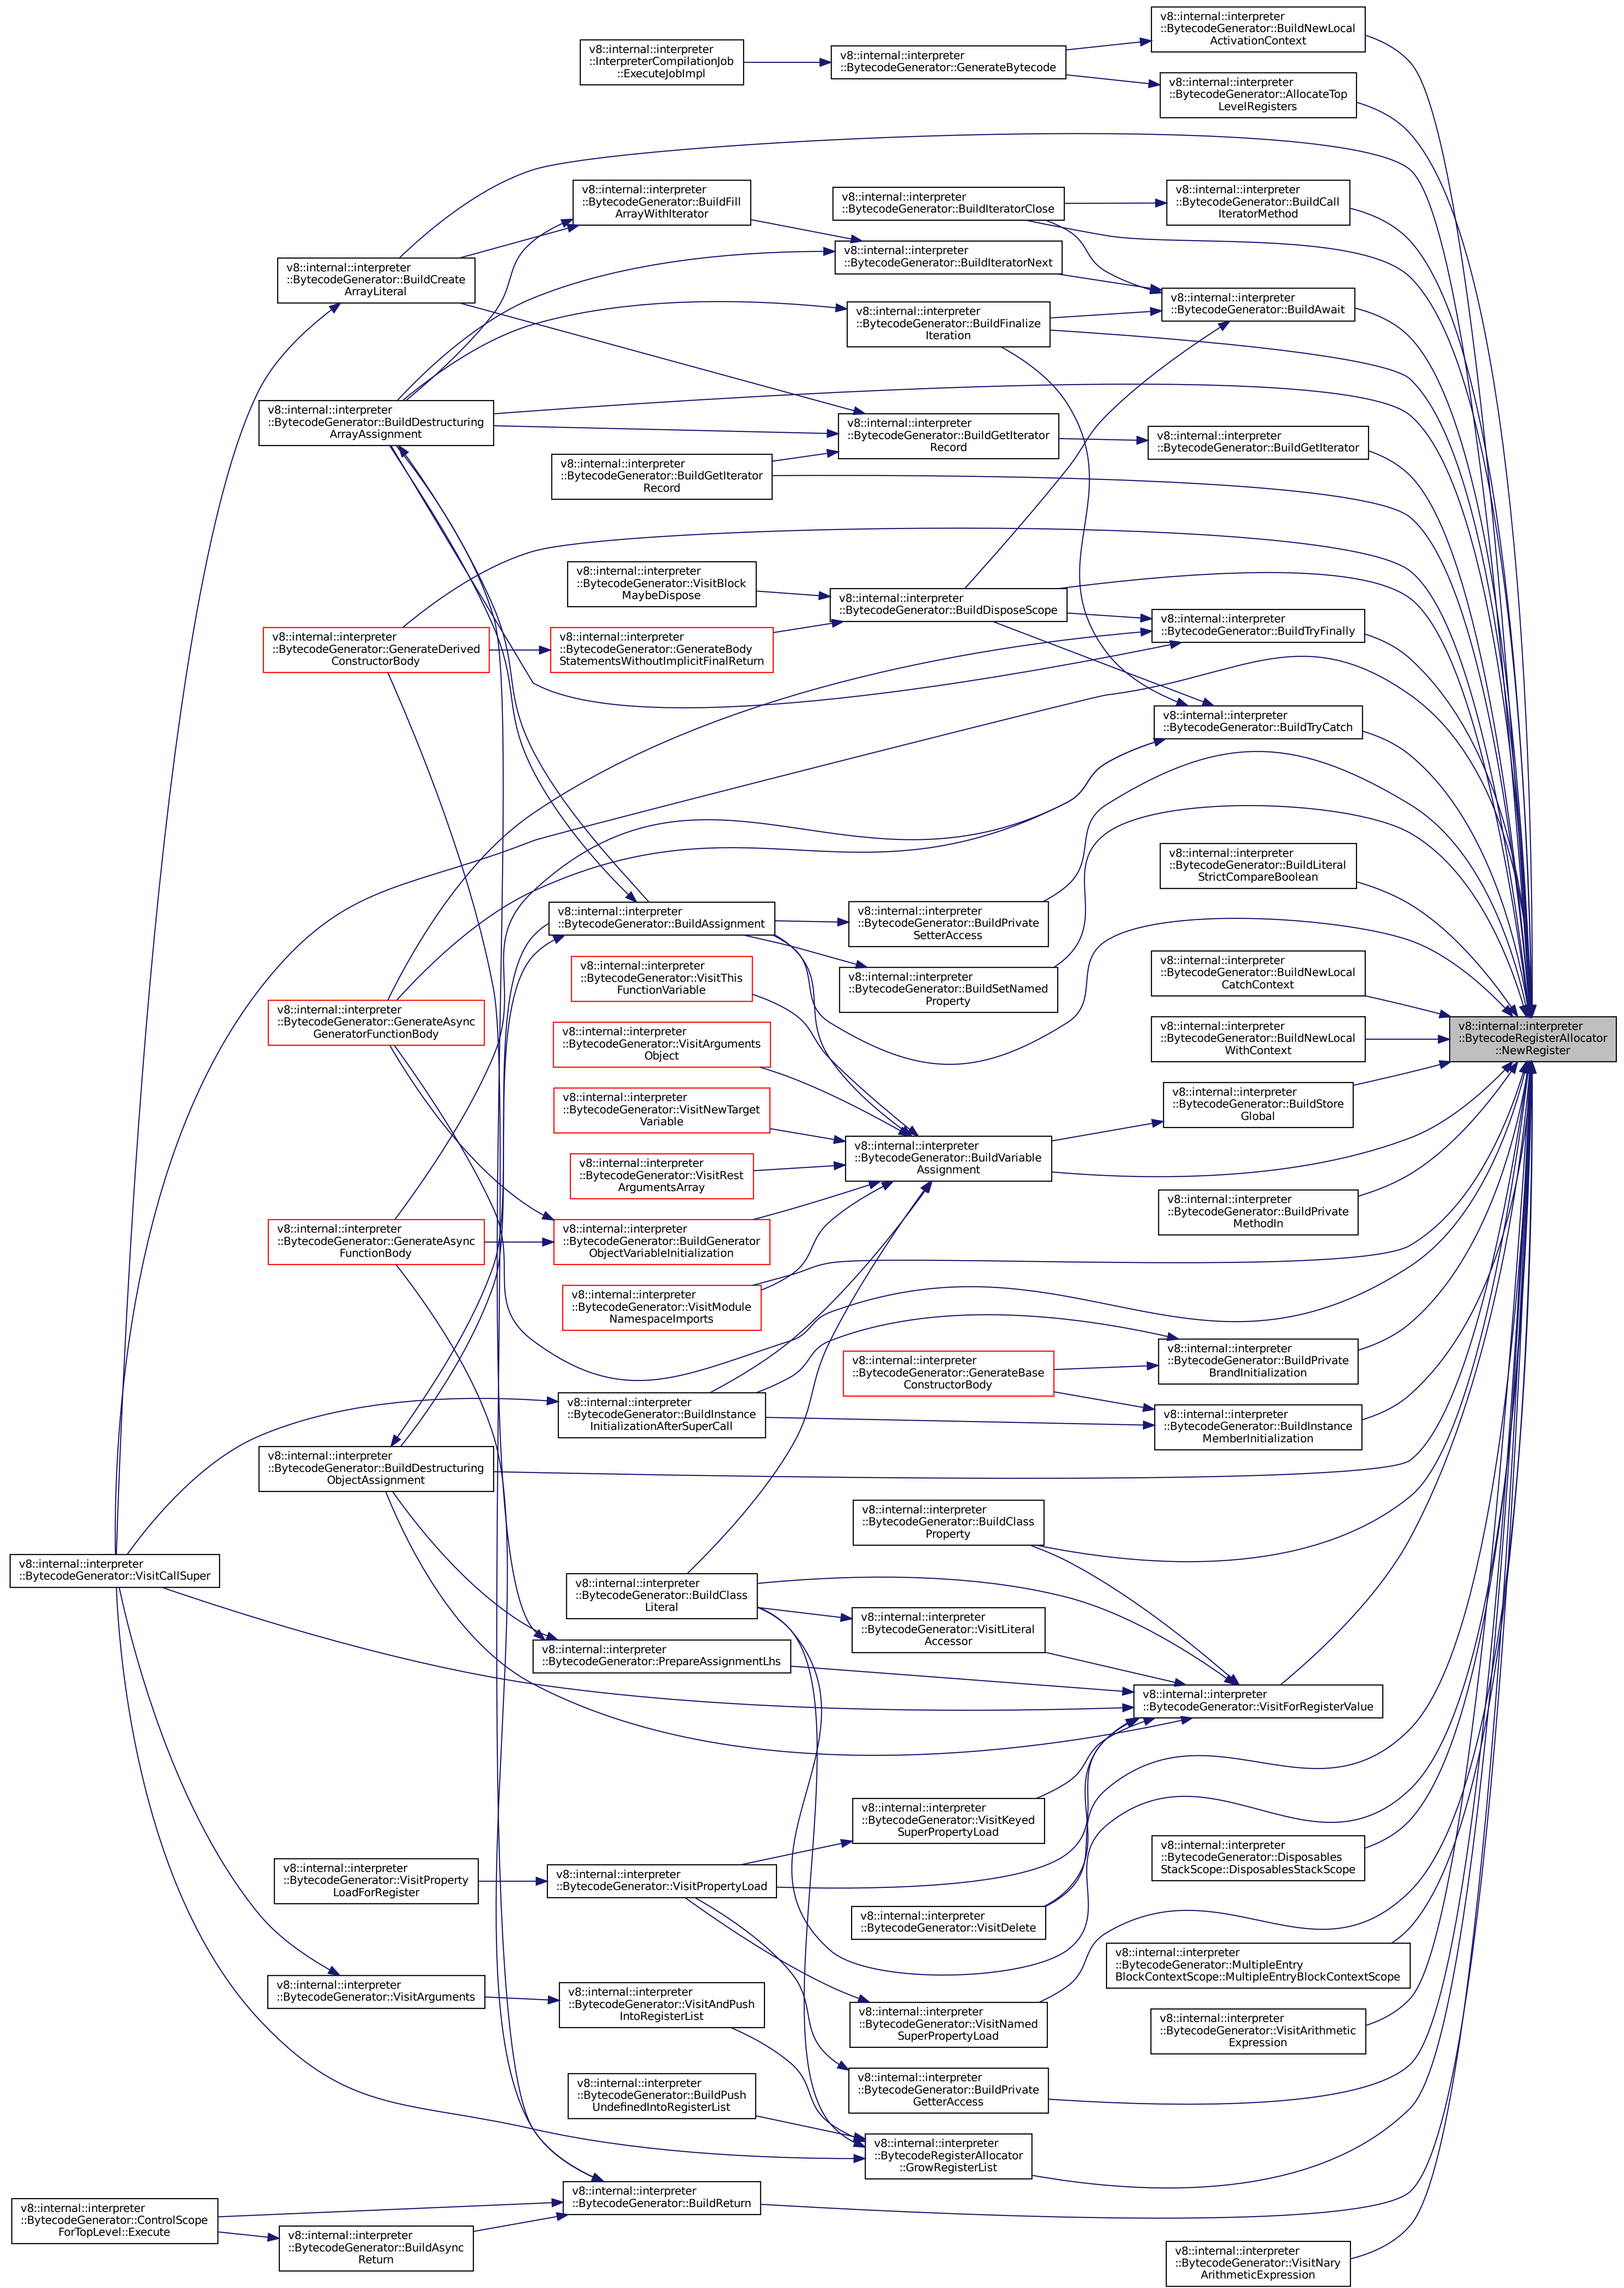 v8::internal::interpreter
::BytecodeGenerator::BuildNewLocal
ActivationContext
v8::internal::interpreter
::InterpreterCompilationJob
::ExecuteJobImpl
v8::internal::interpreter
::BytecodeGenerator::GenerateBytecode
v8::internal::interpreter
::BytecodeGenerator::AllocateTop
LevelRegisters
v8::internal::interpreter
::BytecodeGenerator::BuildFill
ArrayWithIterator
v8::internal::interpreter
::BytecodeGenerator::BuildIteratorClose
v8::internal::interpreter
::BytecodeGenerator::BuildCall
IteratorMethod
v8::internal::interpreter
::BytecodeGenerator::BuildIteratorNext
v8::internal::interpreter
::BytecodeGenerator::BuildCreate
ArrayLiteral
v8::internal::interpreter
::BytecodeGenerator::BuildAwait
v8::internal::interpreter
::BytecodeGenerator::BuildFinalize
Iteration
v8::internal::interpreter
::BytecodeGenerator::BuildDestructuring
ArrayAssignment
v8::internal::interpreter
::BytecodeGenerator::BuildGetIterator
Record
v8::internal::interpreter
::BytecodeGenerator::BuildGetIterator
v8::internal::interpreter
::BytecodeGenerator::BuildGetIterator
Record
v8::internal::interpreter
::BytecodeGenerator::VisitBlock
MaybeDispose
v8::internal::interpreter
::BytecodeGenerator::BuildDisposeScope
v8::internal::interpreter
::BytecodeGenerator::BuildTryFinally
v8::internal::interpreter
::BytecodeGenerator::GenerateDerived
ConstructorBody
v8::internal::interpreter
::BytecodeGenerator::GenerateBody
StatementsWithoutImplicitFinalReturn
v8::internal::interpreter
::BytecodeGenerator::BuildTryCatch
v8::internal::interpreter
::BytecodeGenerator::BuildLiteral
StrictCompareBoolean
v8::internal::interpreter
::BytecodeGenerator::BuildAssignment
v8::internal::interpreter
::BytecodeGenerator::BuildPrivate
SetterAccess
v8::internal::interpreter
::BytecodeGenerator::VisitThis
FunctionVariable
v8::internal::interpreter
::BytecodeGenerator::BuildSetNamed
Property
v8::internal::interpreter
::BytecodeGenerator::BuildNewLocal
CatchContext
v8::internal::interpreter
::BytecodeGenerator::GenerateAsync
GeneratorFunctionBody
v8::internal::interpreter
::BytecodeGenerator::VisitArguments
Object
v8::internal::interpreter
::BytecodeGenerator::BuildNewLocal
WithContext
v8::internal::interpreter
::BytecodeRegisterAllocator
::NewRegister
v8::internal::interpreter
::BytecodeGenerator::VisitNewTarget
Variable
v8::internal::interpreter
::BytecodeGenerator::BuildStore
Global
v8::internal::interpreter
::BytecodeGenerator::BuildVariable
Assignment
v8::internal::interpreter
::BytecodeGenerator::VisitRest
ArgumentsArray
v8::internal::interpreter
::BytecodeGenerator::BuildPrivate
MethodIn
v8::internal::interpreter
::BytecodeGenerator::GenerateAsync
FunctionBody
v8::internal::interpreter
::BytecodeGenerator::BuildGenerator
ObjectVariableInitialization
v8::internal::interpreter
::BytecodeGenerator::VisitModule
NamespaceImports
v8::internal::interpreter
::BytecodeGenerator::GenerateBase
ConstructorBody
v8::internal::interpreter
::BytecodeGenerator::BuildPrivate
BrandInitialization
v8::internal::interpreter
::BytecodeGenerator::BuildInstance
InitializationAfterSuperCall
v8::internal::interpreter
::BytecodeGenerator::BuildInstance
MemberInitialization
v8::internal::interpreter
::BytecodeGenerator::BuildDestructuring
ObjectAssignment
v8::internal::interpreter
::BytecodeGenerator::BuildClass
Property
v8::internal::interpreter
::BytecodeGenerator::VisitCallSuper
v8::internal::interpreter
::BytecodeGenerator::BuildClass
Literal
v8::internal::interpreter
::BytecodeGenerator::VisitLiteral
Accessor
v8::internal::interpreter
::BytecodeGenerator::PrepareAssignmentLhs
v8::internal::interpreter
::BytecodeGenerator::VisitForRegisterValue
v8::internal::interpreter
::BytecodeGenerator::VisitKeyed
SuperPropertyLoad
v8::internal::interpreter
::BytecodeGenerator::Disposables
StackScope::DisposablesStackScope
v8::internal::interpreter
::BytecodeGenerator::VisitProperty
LoadForRegister
v8::internal::interpreter
::BytecodeGenerator::VisitPropertyLoad
v8::internal::interpreter
::BytecodeGenerator::VisitDelete
v8::internal::interpreter
::BytecodeGenerator::MultipleEntry
BlockContextScope::MultipleEntryBlockContextScope
v8::internal::interpreter
::BytecodeGenerator::VisitArguments
v8::internal::interpreter
::BytecodeGenerator::VisitAndPush
IntoRegisterList
v8::internal::interpreter
::BytecodeGenerator::VisitNamed
SuperPropertyLoad
v8::internal::interpreter
::BytecodeGenerator::VisitArithmetic
Expression
v8::internal::interpreter
::BytecodeGenerator::BuildPush
UndefinedIntoRegisterList
v8::internal::interpreter
::BytecodeGenerator::BuildPrivate
GetterAccess
v8::internal::interpreter
::BytecodeRegisterAllocator
::GrowRegisterList
v8::internal::interpreter
::BytecodeGenerator::BuildReturn
v8::internal::interpreter
::BytecodeGenerator::ControlScope
ForTopLevel::Execute
v8::internal::interpreter
::BytecodeGenerator::BuildAsync
Return
v8::internal::interpreter
::BytecodeGenerator::VisitNary
ArithmeticExpression